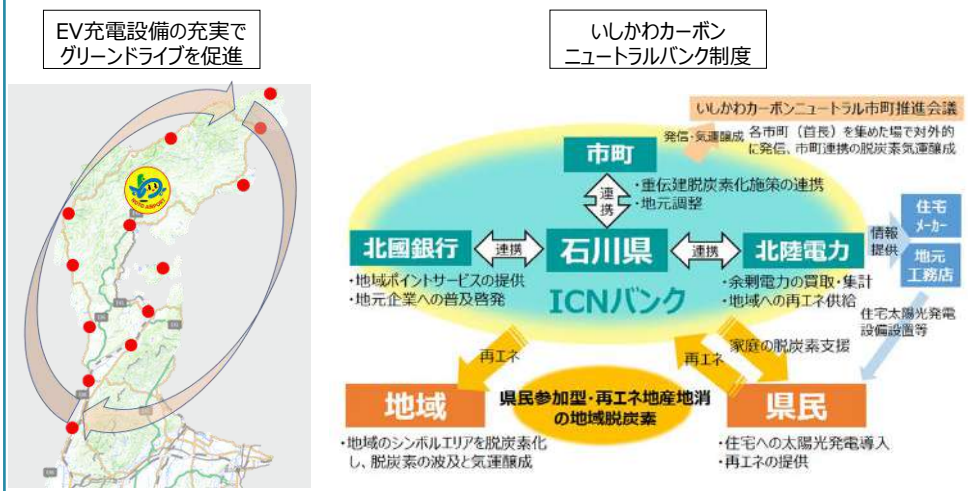 EV充電設備の充実で
グリーンドライブを促進
NOTO AIRPORT
いしかわカーボン
ニュートラルバンク制度
いしかわカーボンニュートラル市町推進会議
発信・気運醸成
各市町（首長）を集めた場で対外的
に発信、市町連携の脱炭素気運醸成
市町
連携
・重伝建脱炭素化施策の連携
・地元調整
北國銀行
連携
石川県
連携
北陸電力
・地域ポイントサービスの提供
・地元企業への普及啓発
ICNバンク
・余剰電力の買取・集計
・地域への再エネ供給
情報
提供
住宅
メーカー
地元
工務店
住宅太陽光発電
設備設置等
再エネ
再エネ
家庭の脱炭素支援
地域
県民参加型・再エネ地産地消
の地域脱炭素
県民
・地域のシンボルエリアを脱炭素化
し、脱炭素の波及と気運醸成
・住宅への太陽光発電導入
・再エネの提供